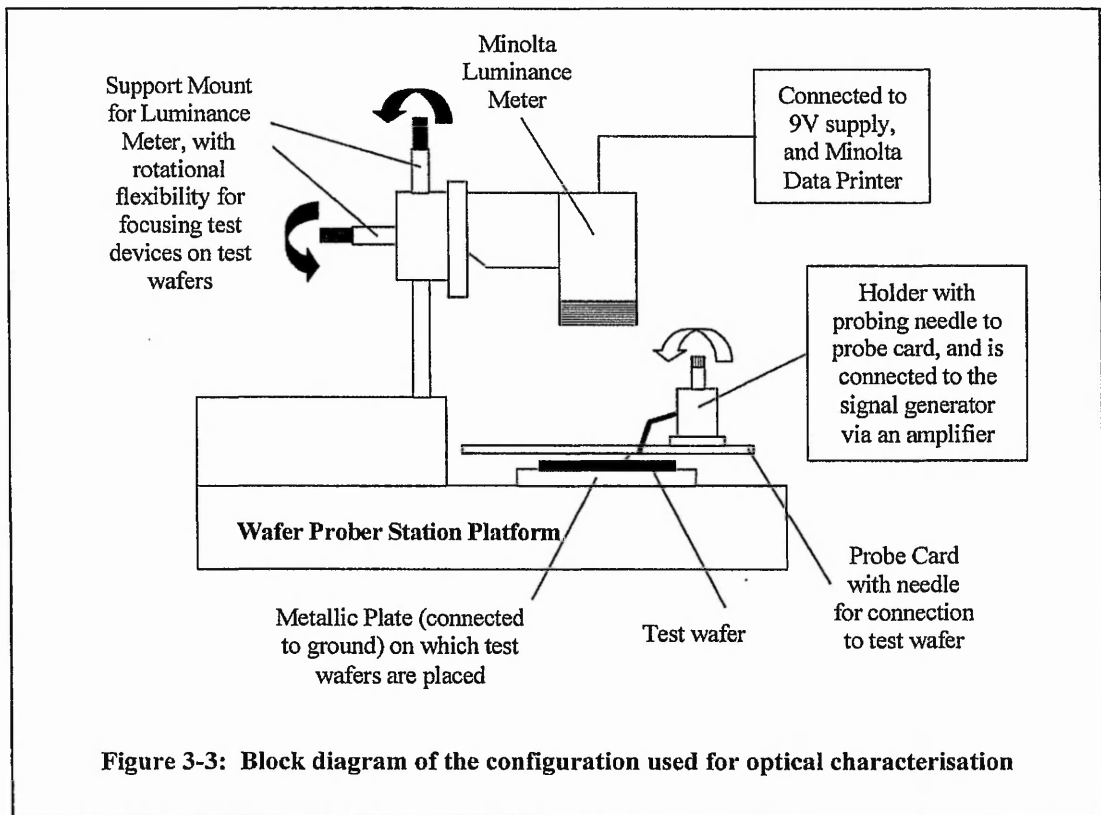 Support Mount
for Luminance
Meter, with
rotational
flexibility for
focusing test
devices on test
wafers
Minolta
Luminance
Meter
Connected to
9V supply,
and Minolta
Data Printer
Holder with
probing needle to
probe card, and is
connected to the
signal generator
via an amplifier
Wafer Prober Station Platform
Metallic Plate (connected
to ground) on which test
wafers are placed
Test wafer
Probe Card
with needle
for connection
to test wafer
Figure 3-3: Block diagram of the configuration used for optical characterisation